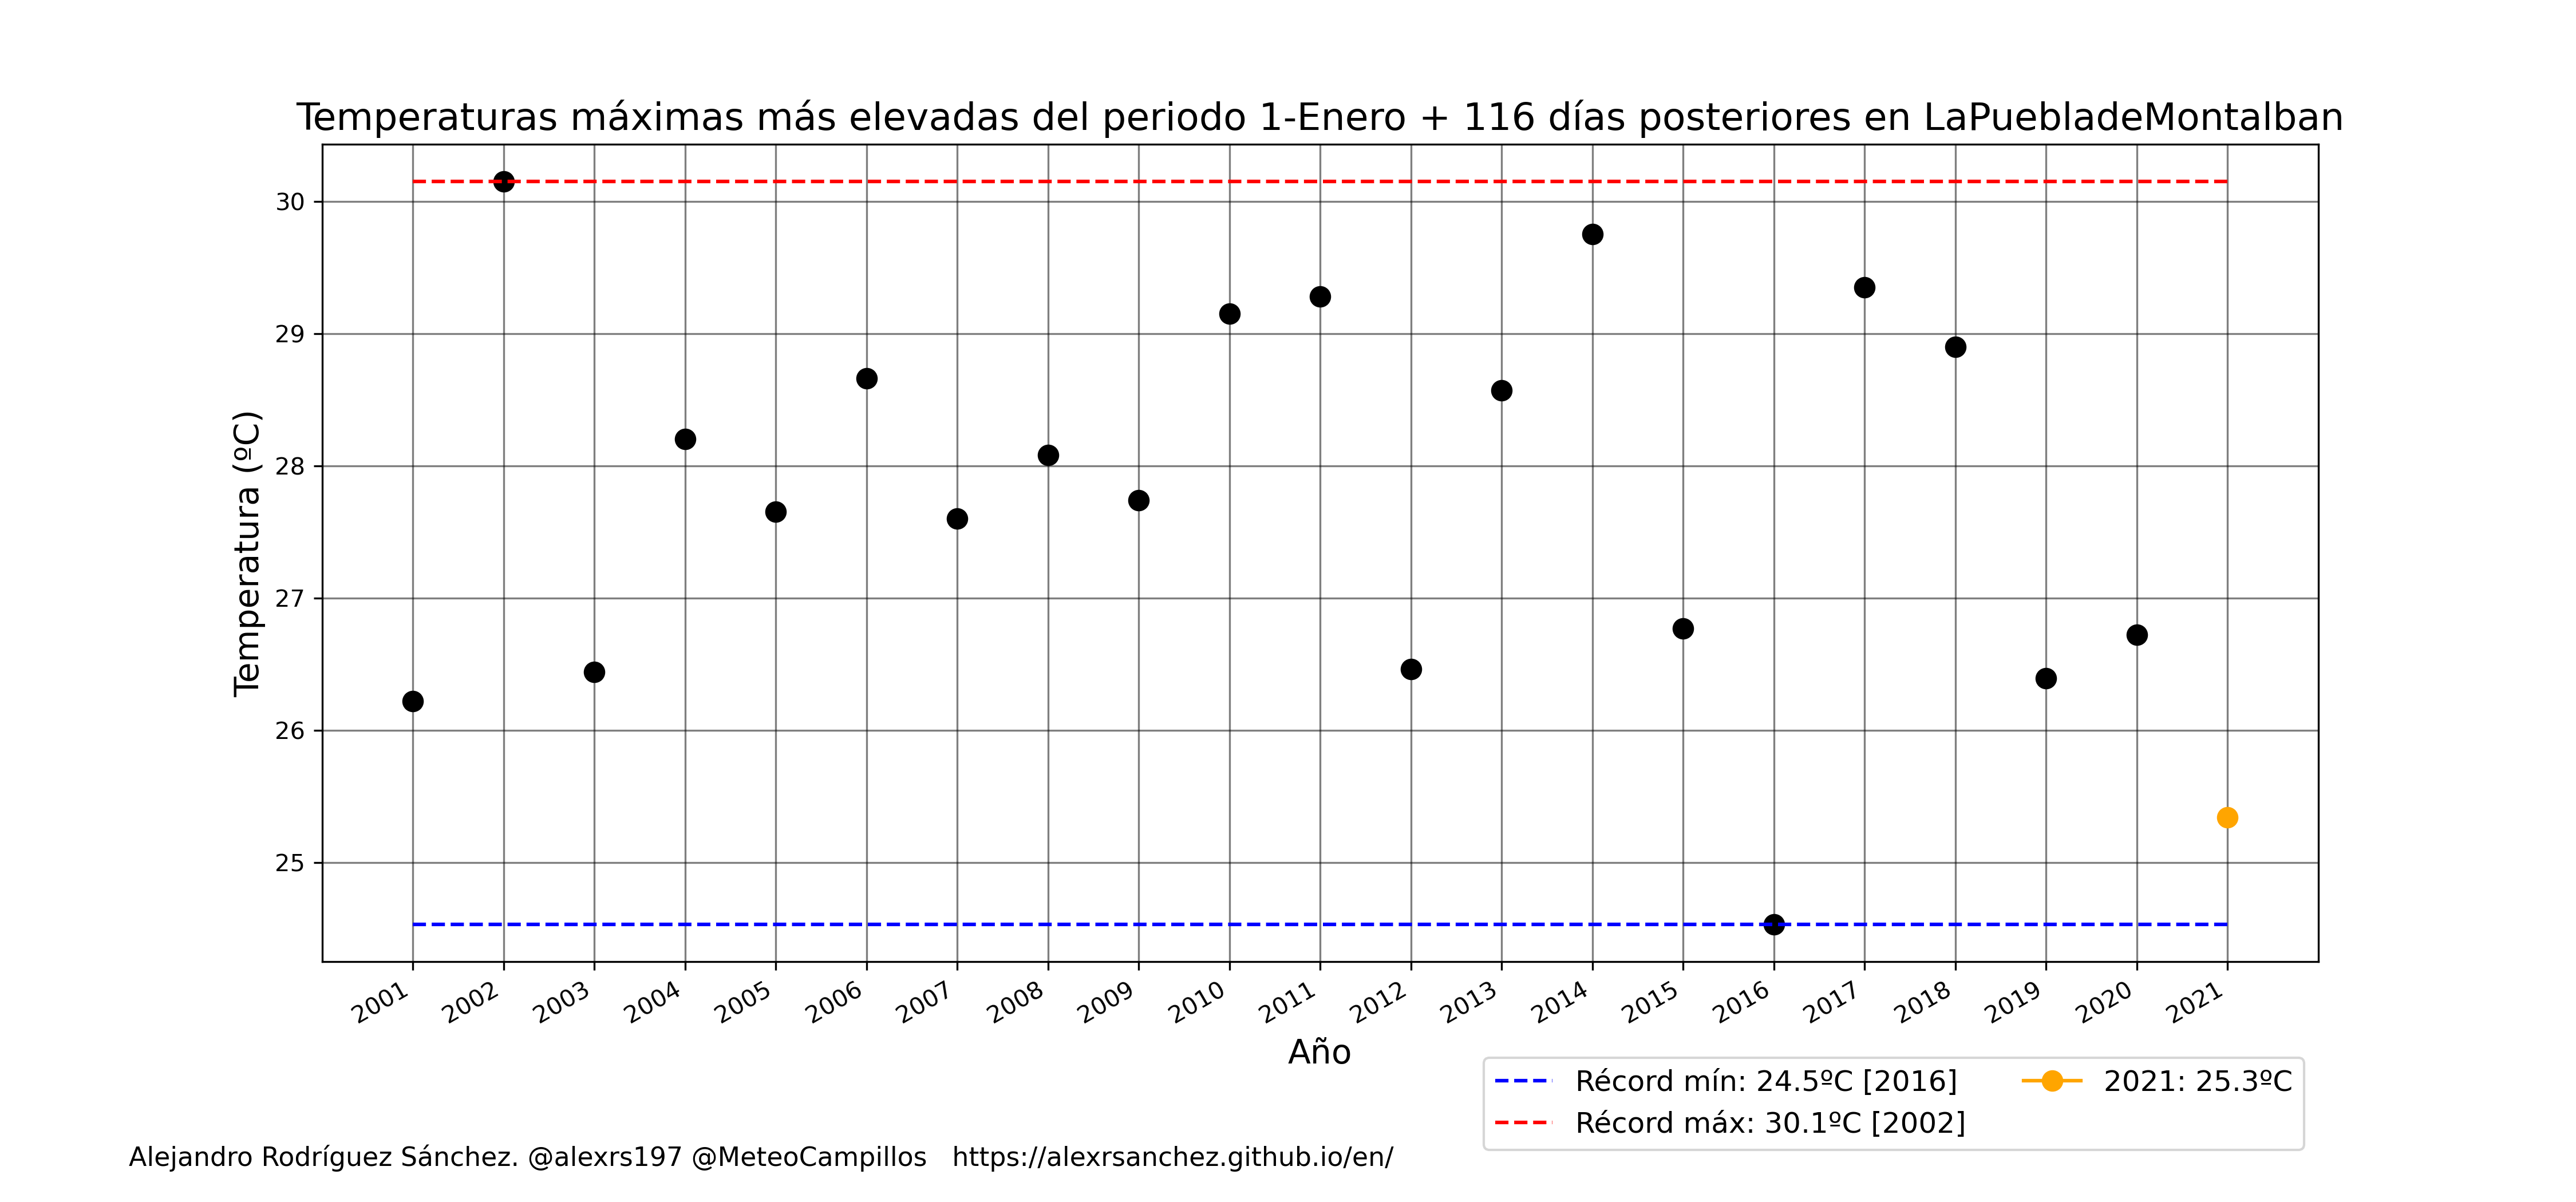 Temperaturas máximas más elevadas del periodo 1-Enero + 116 días posteriores en LaPuebladeMontalban
Temperatura (ºC)
30
29
28
27
26
25
2001 2002 2003 2004 2005 2006 2007 2008 2009 2010 2011 2012 2013 2014 2015 2016 2017 2018 2019 2020 2021
Año
Récord mín: 24.5ºC [2016]
Récord máx: 30.1ºC [2002]
2021: 25.3ºC
Alejandro Rodríguez Sánchez. @alexrs197 @MeteoCampillos https://alexrsanchez.github.io/en/